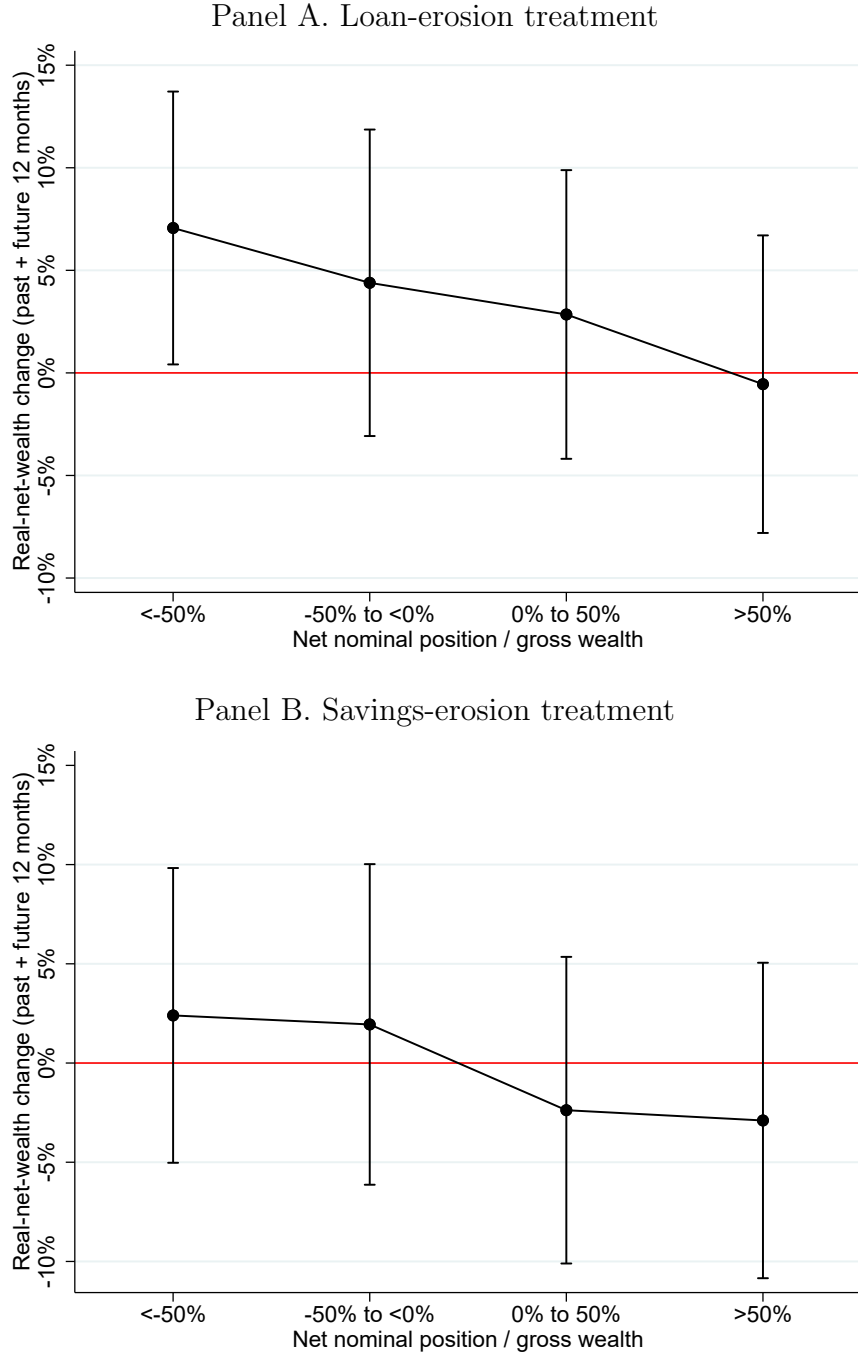 Panel A. Loan-erosion treatment
Real-net-wealth change (past + future 12 months)
15%
10%
5%
0%
-5%
-10%
<-50%
-50% to <0%
0% to 50%
>50%
Net nominal position / gross wealth
Panel B. Savings-erosion treatment
Real-net-wealth change (past + future 12 months)
15%
10%
5%
0%
-5%
-10%
<-50%
-50% to <0%
0% to 50%
>50%
Net nominal position / gross wealth